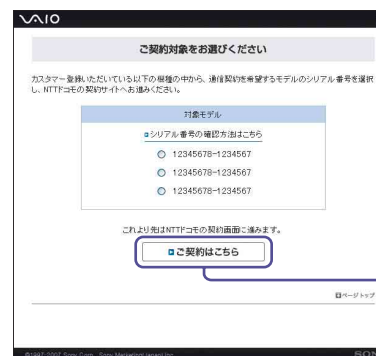 VAIO
ご契約対象をお選びください
カスタマー登録いただいている以下の機種の中から、通信契約を希望するモデルのシリアル番号を選択
し、NTTドコモの契約サイトへお進みください。
対象モデル
シリアル番号の確認方法はこちら
12345678-1234567
12345678-1234567
12345678-1234567
これより先はNTTドコモの契約画面に進みます。
ご契約はこちら
ページトップ
©1997-2007 Sony Corp., Sony Marketing(Japan) Inc.
SON